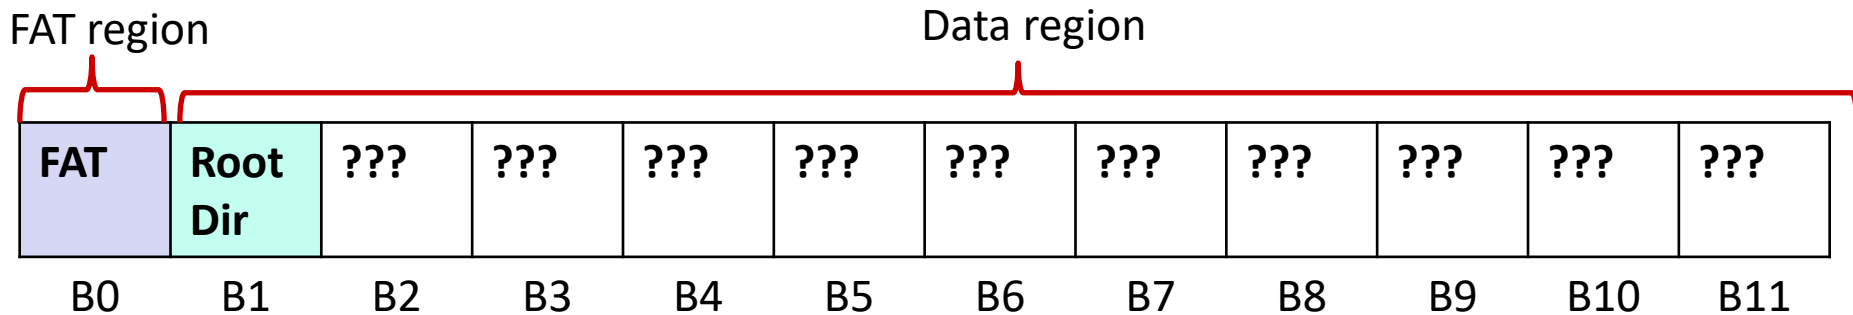 FAT region Data region
FAT Root ??? ??? ??? ??? ??? ??? ??? ??? ??? ???
Dir
B0 B1 B2 B3 B4 B5 B6 B7 B8 B9 B10 B11